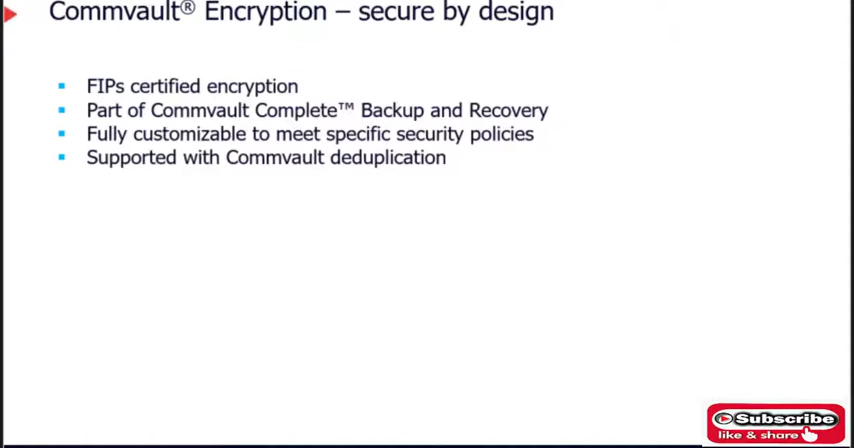 Commvault® Encryption – secure by design
FIPs certified encryption
Part of Commvault Complete™ Backup and Recovery
Fully customizable to meet specific security policies
Supported with Commvault deduplication
Subscribe
like & share